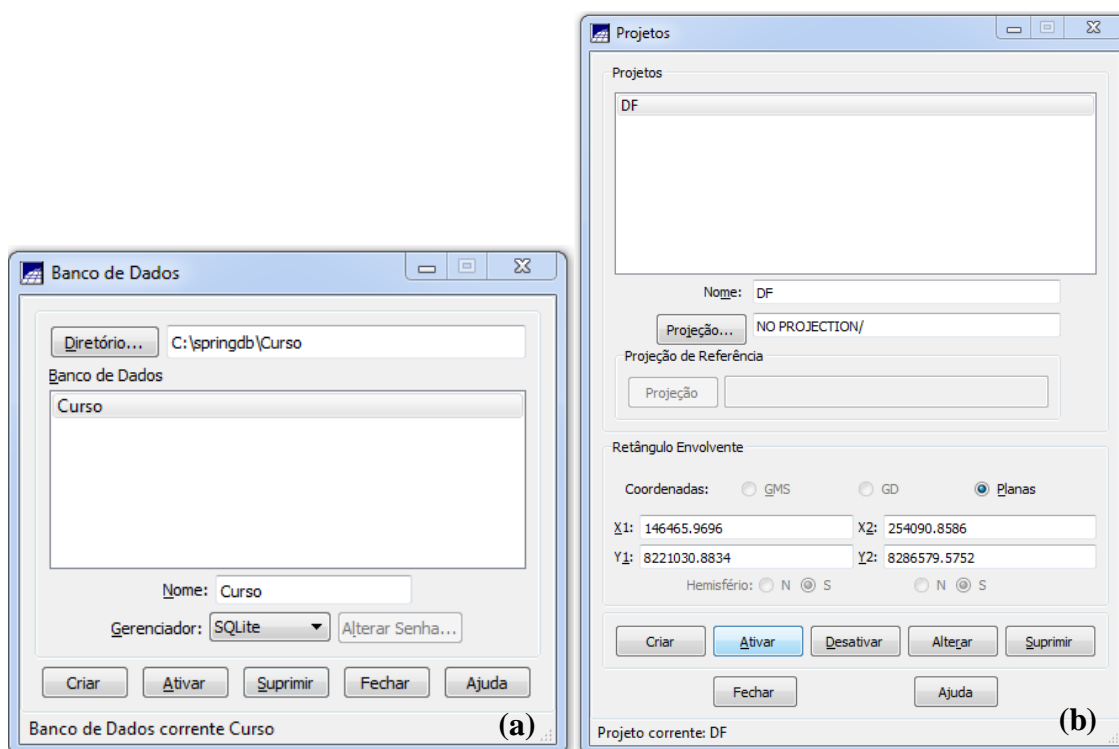 Banco de Dados
Diretório... C:\springdb\Curso
Banco de Dados
Curso
Nome: Curso
Gerenciador: SQLite Alterar Senha...
Criar Ativar Suprimir Fechar Ajuda
Banco de Dados corrente Curso
(a)
Projetos
Projetos
DF
Nome: DF
Projeção... NO PROJECTION/
Projeção de Referência
Projeção
Retângulo Envolvente
Coordenadas: GMS GD Planas
X1: 146465.9696 X2: 254090.8586
Y1: 8221030.8834 Y2: 8286579.5752
Hemisfério: N S N S
Criar Ativar Desativar Alterar Suprimir
Fechar Ajuda
Projeto corrente: DF
(b)